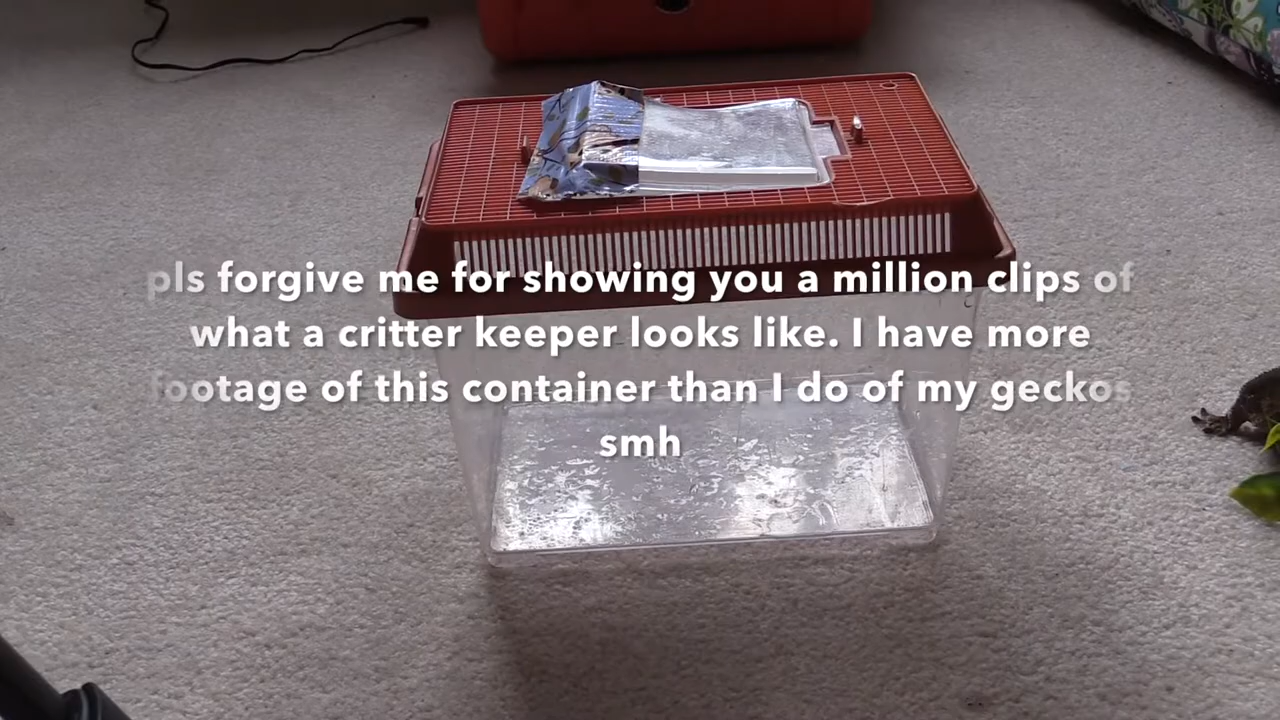 pls forgive me for showing you a million clips of
what a critter keeper looks like. I have more
footage of this container than I do of my geckos
smh